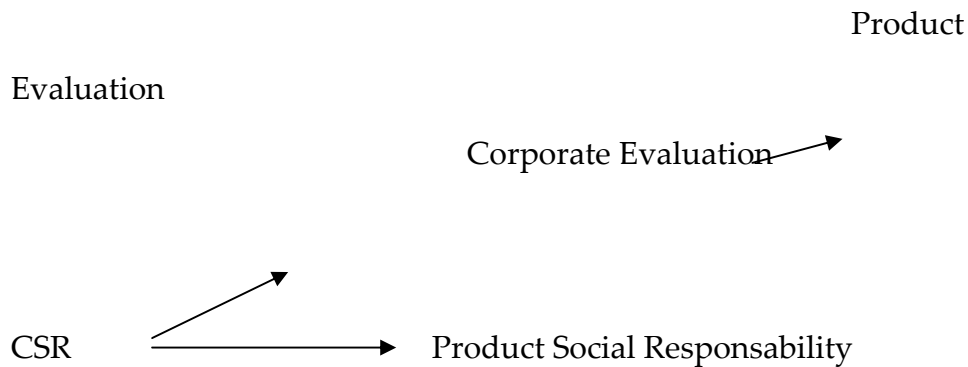 Product
Evaluation
Corporate Evaluation
CSR Product Social Responsability